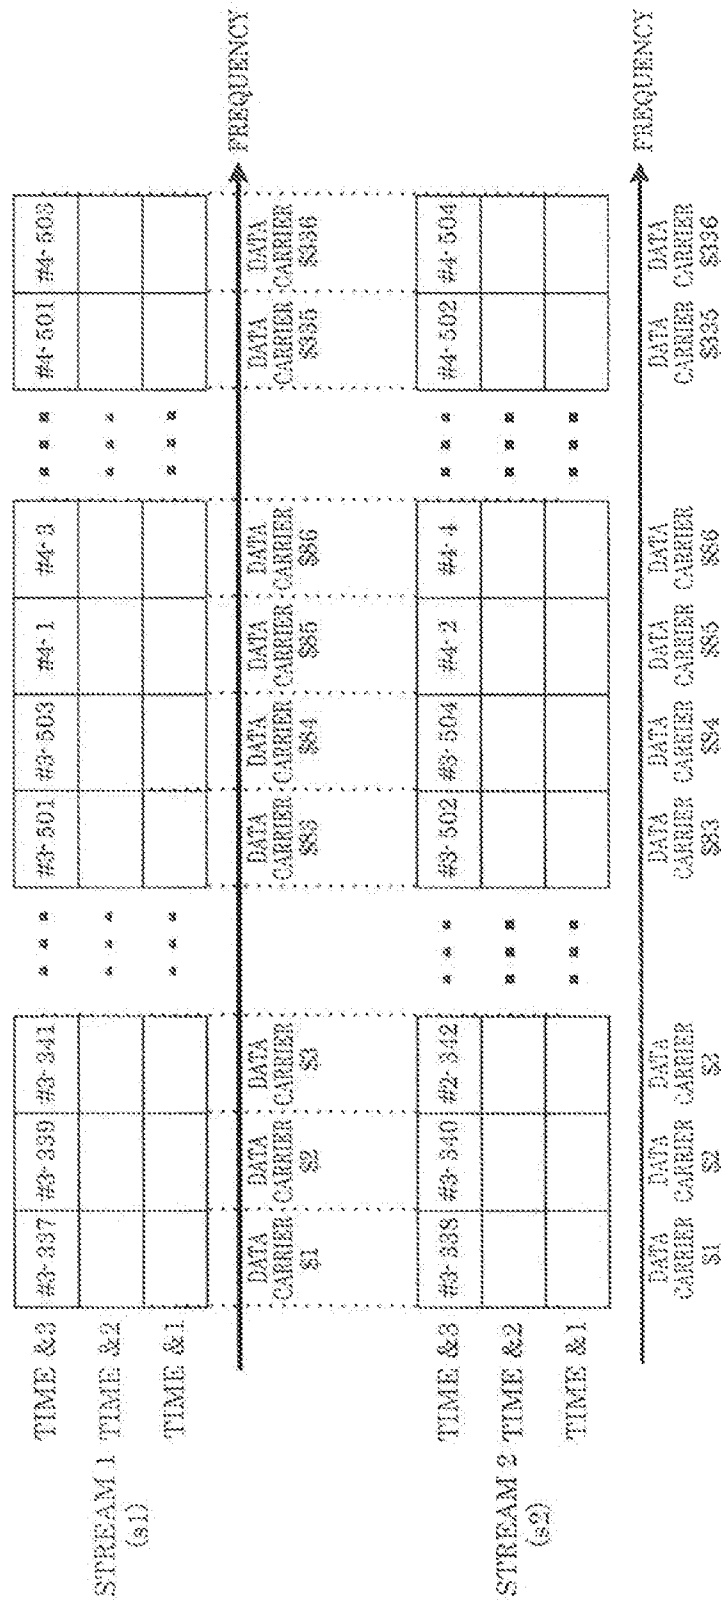 TIME &3 #3-337 #3-339 #3-341 #3-501 #3-503 #4-1 #4-3 #4-501 #4-503
STREAM 1 TIME &2
(s1)
TIME &1
FREQUENCY
DATA CARRIER $1
DATA CARRIER $2
DATA CARRIER $3
DATA CARRIER $83
DATA CARRIER $84
DATA CARRIER $85
DATA CARRIER $86
DATA CARRIER $335
DATA CARRIER $336
TIME &3 #3-338 #3-340 #2-342 #3-502 #3-504 #4-2 #4-4 #4-502 #4-504
STREAM 2 TIME &2
(s2)
TIME &1
FREQUENCY
DATA CARRIER $1
DATA CARRIER $2
DATA CARRIER $3
DATA CARRIER $83
DATA CARRIER $84
DATA CARRIER $85
DATA CARRIER $86
DATA CARRIER $335
DATA CARRIER $336